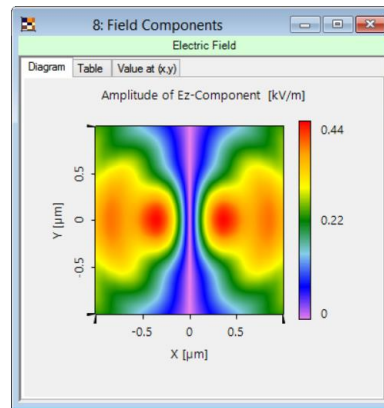 8: Field Components
Electric Field
Diagram Table Value at (x,y)
Amplitude of Ez-Component [kV/m]
0.44
0.22
0
Y [µm]
0.5
0
-0.5
-0.5 0 0.5
X [µm]